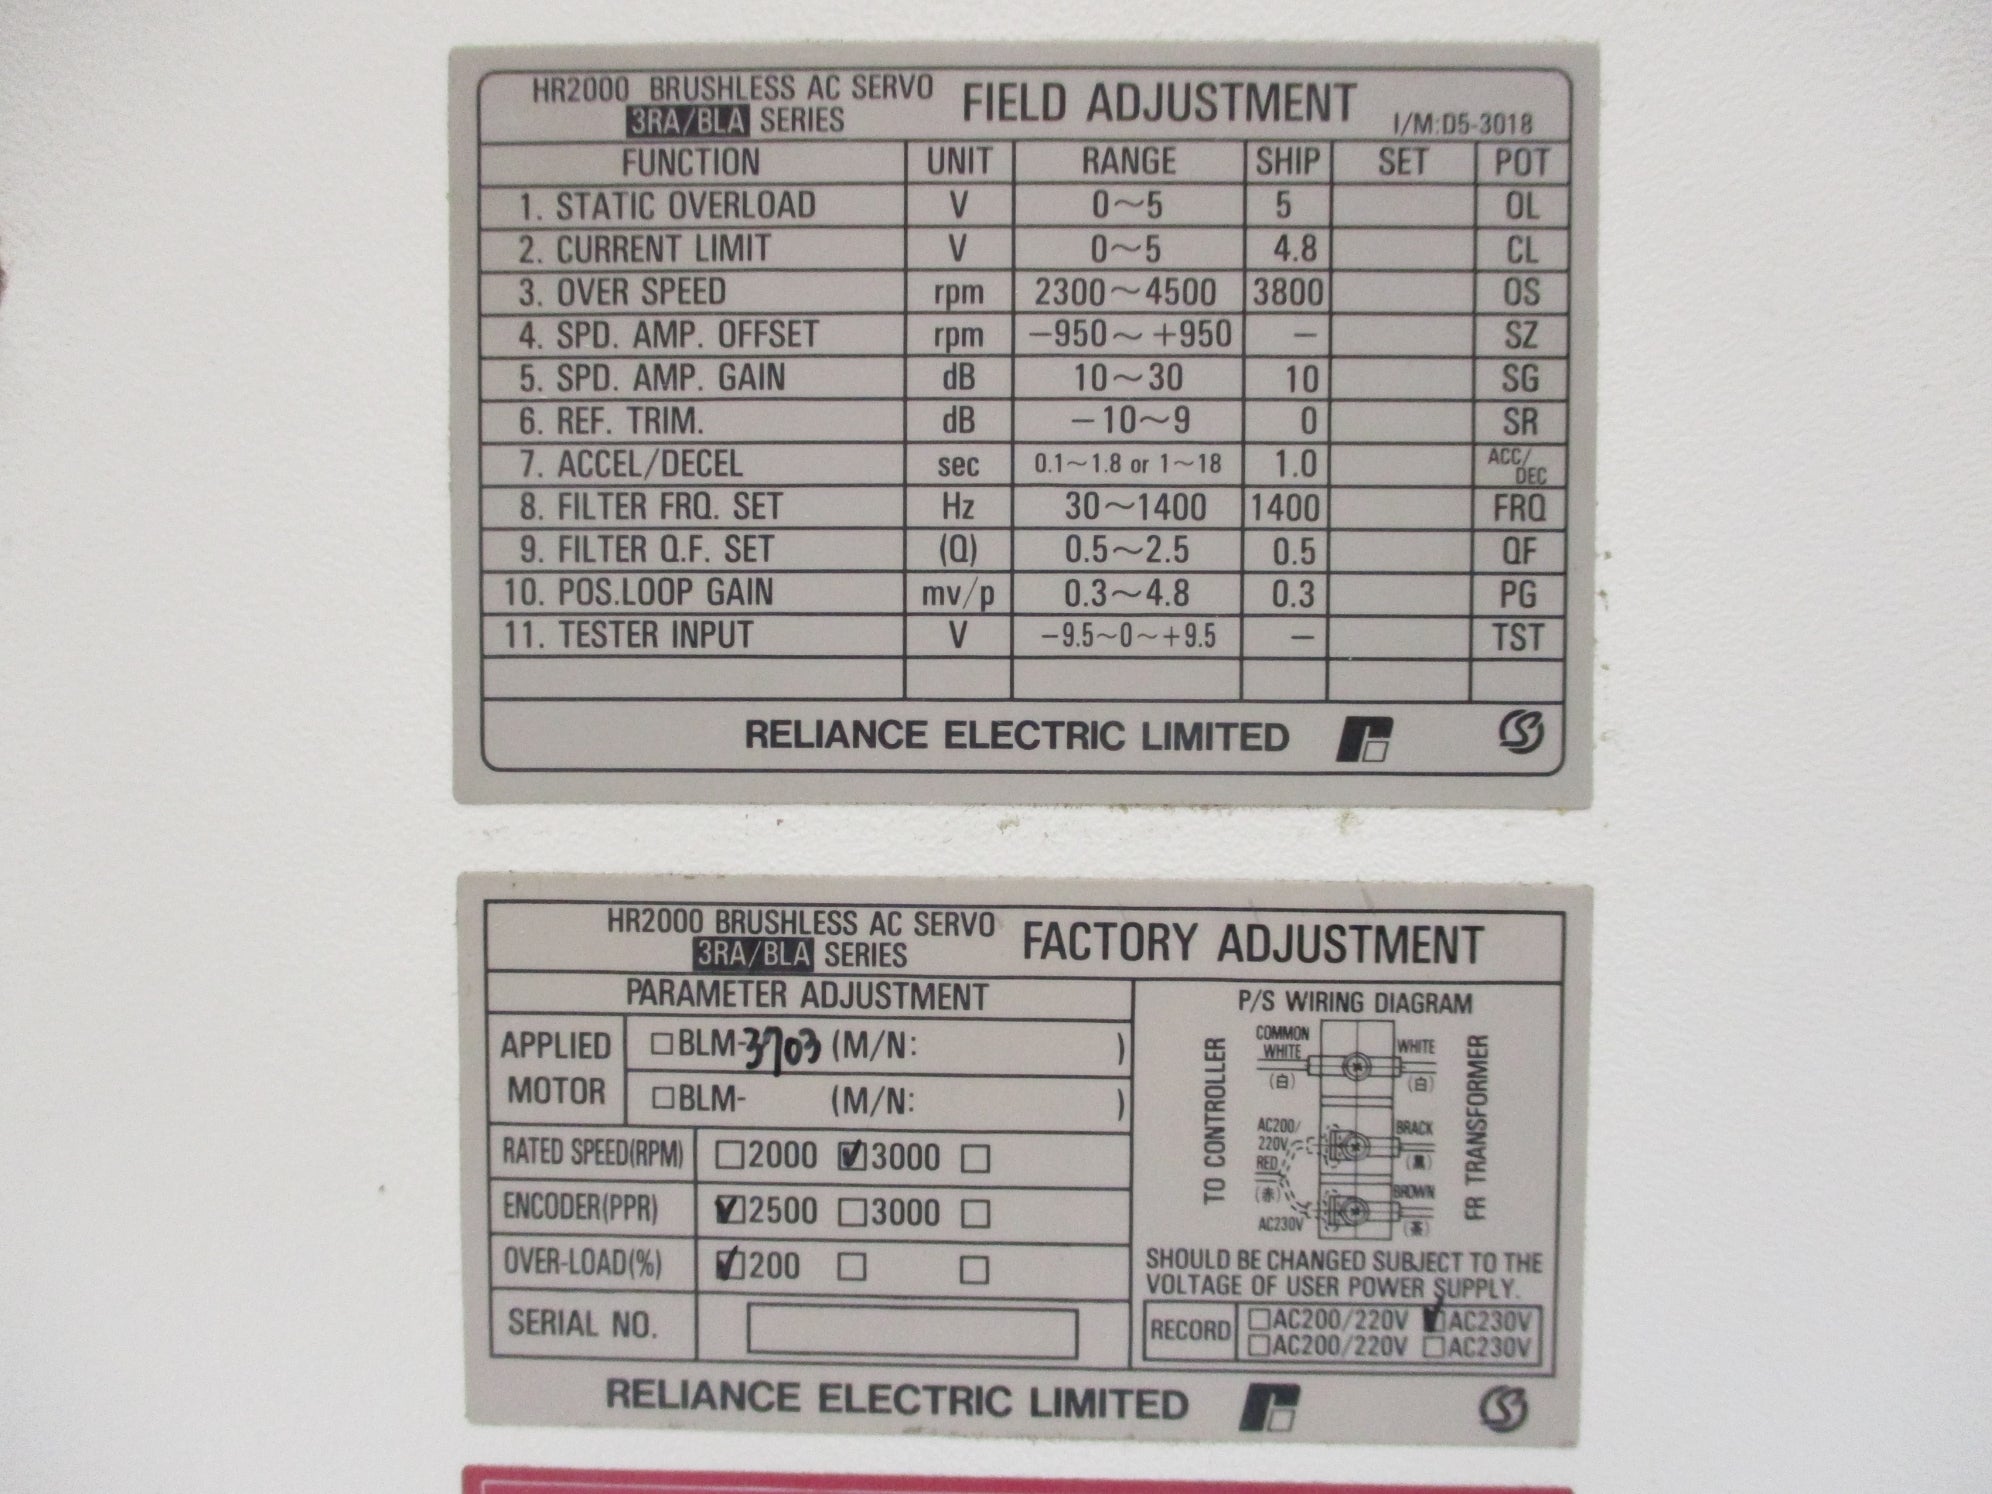 HR2000 BRUSHLESS AC SERVO FIELD ADJUSTMENT
3RA/BLA SERIES I/M:D5-3018
FUNCTION UNIT RANGE SHIP SET POT
1. STATIC OVERLOAD V 0~5 5 OL
2. CURRENT LIMIT V 0~5 4.8 CL
3. OVER SPEED rpm 2300~4500 3800 OS
4. SPD. AMP. OFFSET rpm −950~+950 — SZ
5. SPD. AMP. GAIN dB 10~30 10 SG
6. REF. TRIM. dB −10~9 0 SR
7. ACCEL/DECEL sec 0.1~1.8 or 1~18 1.0 ACC/DEC
8. FILTER FRQ. SET Hz 30~1400 1400 FRQ
9. FILTER Q.F. SET (Q) 0.5~2.5 0.5 QF
10. POS.LOOP GAIN mv/p 0.3~4.8 0.3 PG
11. TESTER INPUT V −9.5~0~+9.5 — TST
RELIANCE ELECTRIC LIMITED
HR2000 BRUSHLESS AC SERVO FACTORY ADJUSTMENT
3RA/BLA SERIES
PARAMETER ADJUSTMENT
APPLIED MOTOR
□BLM-3703 (M/N: )
□BLM- (M/N: )
RATED SPEED(RPM) □2000 ☑3000 □
ENCODER(PPR) ☑2500 □3000 □
OVER-LOAD(%) ☑200 □ □
SERIAL NO.
P/S WIRING DIAGRAM
TO CONTROLLER
COMMON
WHITE WHITE
(白) (白)
AC200/ BRACK
220V
RED (黒)
(赤) BROWN
AC230V (茶)
FR TRANSFORMER
SHOULD BE CHANGED SUBJECT TO THE
VOLTAGE OF USER POWER SUPPLY.
RECORD
□AC200/220V ☑AC230V
□AC200/220V □AC230V
RELIANCE ELECTRIC LIMITED